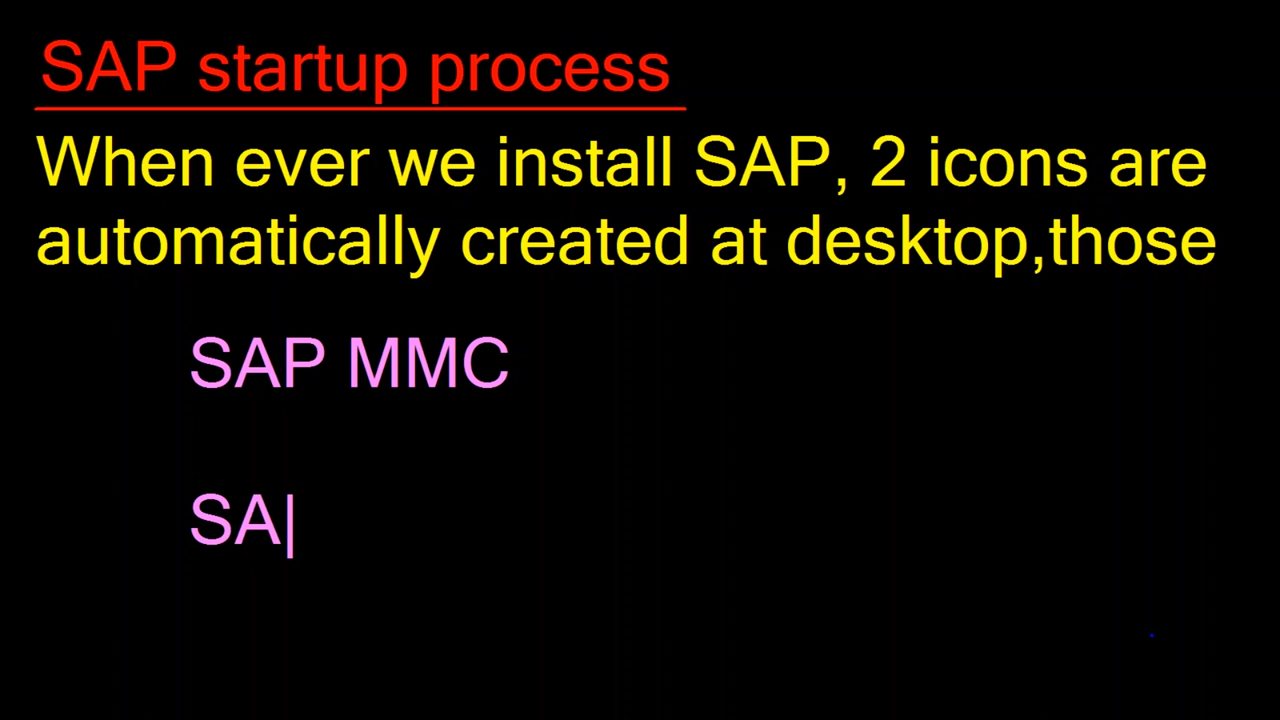 SAP startup process
When ever we install SAP, 2 icons are
automatically created at desktop,those
SAP MMC
SA